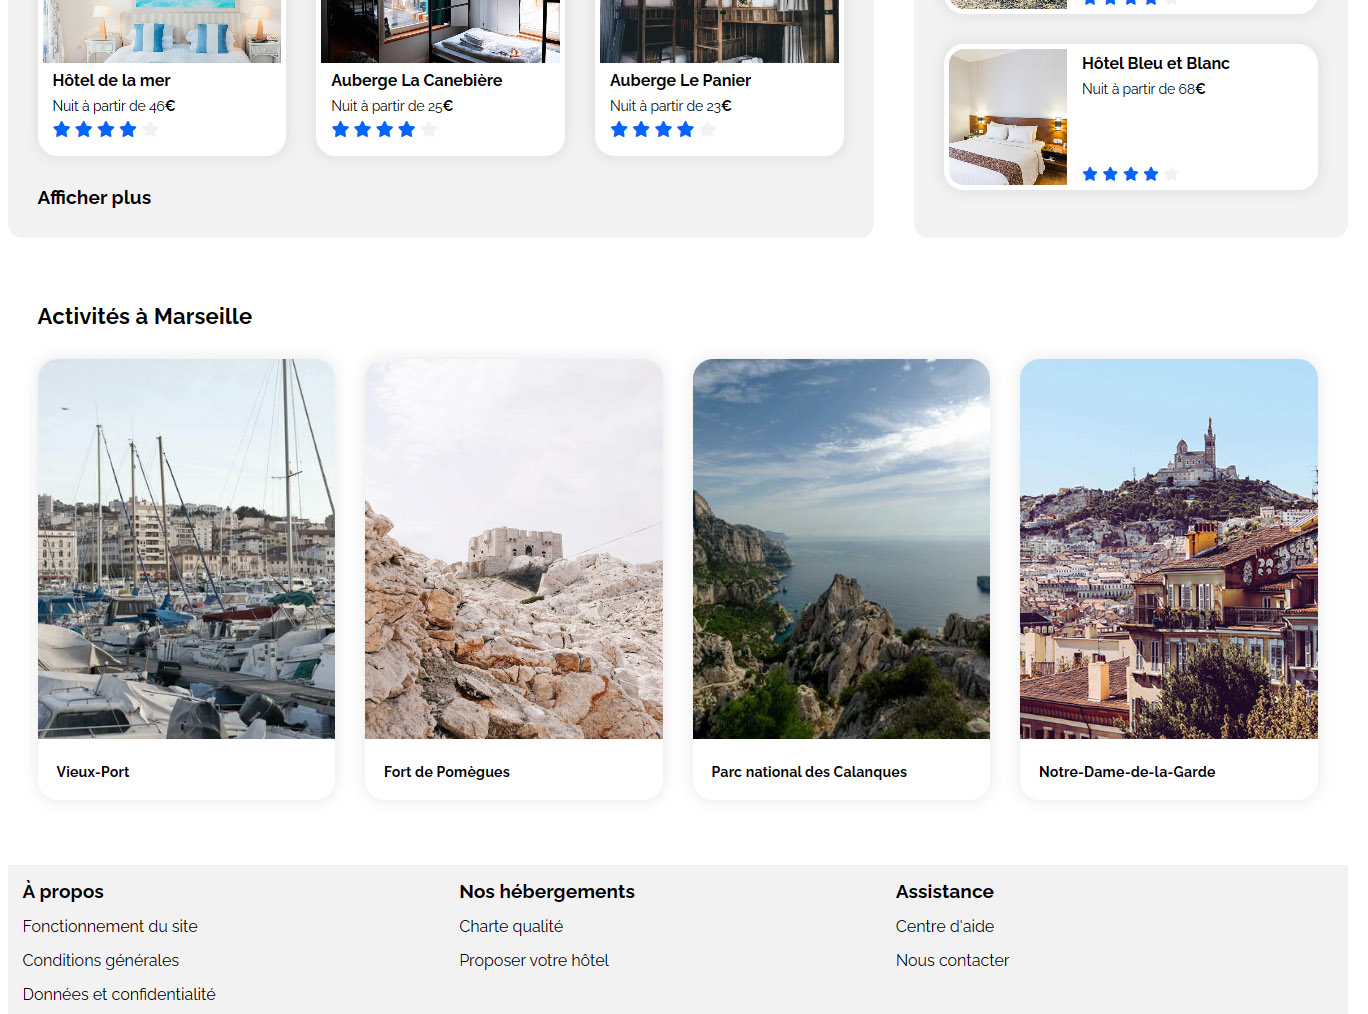 Hôtel de la mer
Nuit à partir de 46€
Auberge La Canebière
Nuit à partir de 25€
Auberge Le Panier
Nuit à partir de 23€
Afficher plus
Hôtel Bleu et Blanc
Nuit à partir de 68€
Activités à Marseille
Vieux-Port
Fort de Pomègues
Parc national des Calanques
Notre-Dame-de-la-Garde
À propos
Fonctionnement du site
Conditions générales
Données et confidentialité
Nos hébergements
Charte qualité
Proposer votre hôtel
Assistance
Centre d'aide
Nous contacter